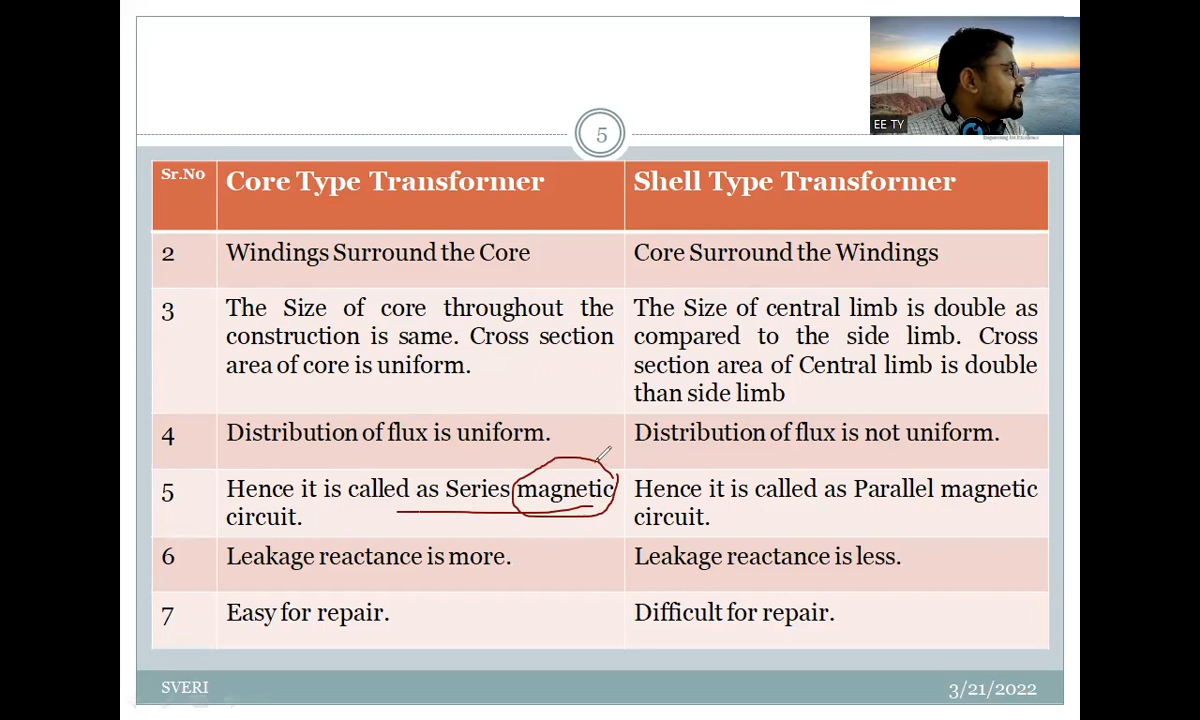 EE TY
5
Sr.No Core Type Transformer Shell Type Transformer
2 Windings Surround the Core Core Surround the Windings
3 The Size of core throughout the
construction is same. Cross section
area of core is uniform.
The Size of central limb is double as
compared to the side limb. Cross
section area of Central limb is double
than side limb
4 Distribution of flux is uniform. Distribution of flux is not uniform.
5 Hence it is called as Series magnetic
circuit.
Hence it is called as Parallel magnetic
circuit.
6 Leakage reactance is more. Leakage reactance is less.
7 Easy for repair. Difficult for repair.
SVERI 3/21/2022